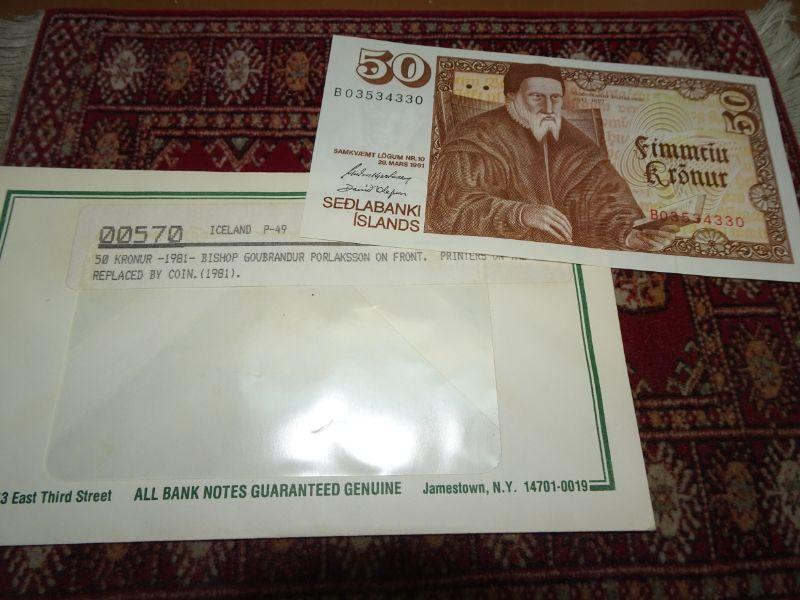 50
B03534330
SAMKVÆMT LÖGUM NR.10
29. MARS 1961
SEÐLABANKI
ÍSLANDS
50
Fimmtíu
Krónur
B03534330
00570 ICELAND P-49
50 KRONUR -1981- BISHOP GOUBRANDUR PORLAKSSON ON FRONT. PRINTERS ON
REPLACED BY COIN.(1981).
3 East Third Street ALL BANK NOTES GUARANTEED GENUINE Jamestown, N.Y. 14701-0019